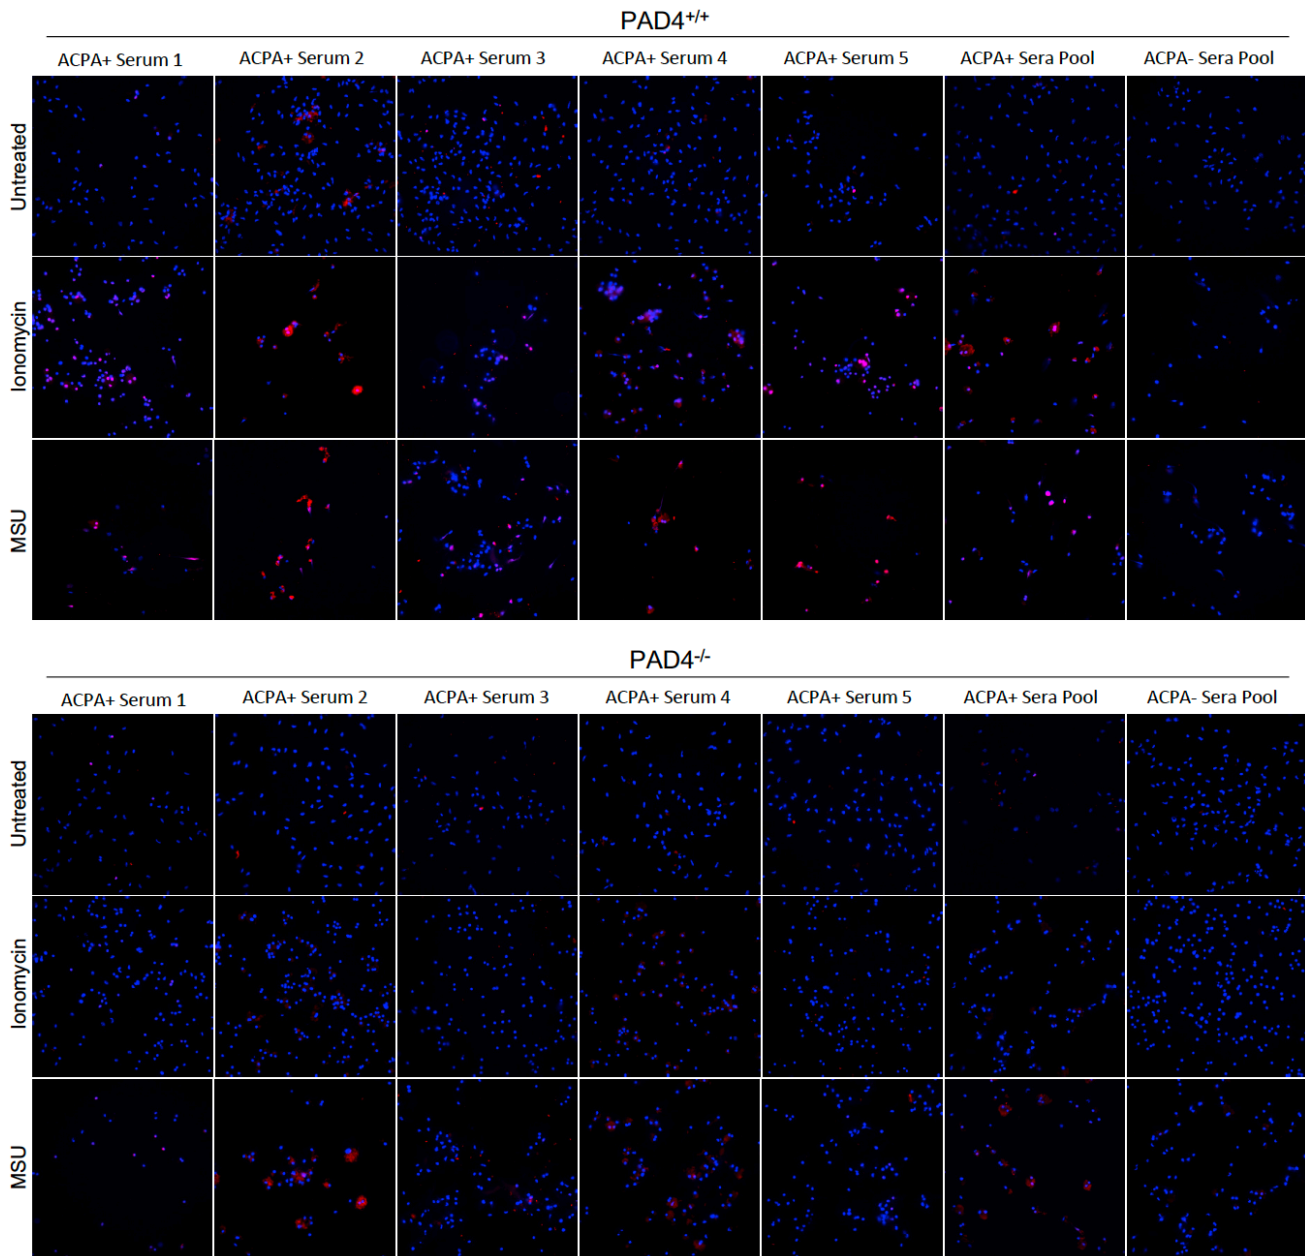 PAD4+/+
ACPA+ Serum 1 ACPA+ Serum 2 ACPA+ Serum 3 ACPA+ Serum 4 ACPA+ Serum 5 ACPA+ Sera Pool ACPA- Sera Pool
Untreated
Ionomycin
MSU
PAD4-/-
ACPA+ Serum 1 ACPA+ Serum 2 ACPA+ Serum 3 ACPA+ Serum 4 ACPA+ Serum 5 ACPA+ Sera Pool ACPA- Sera Pool
Untreated
Ionomycin
MSU